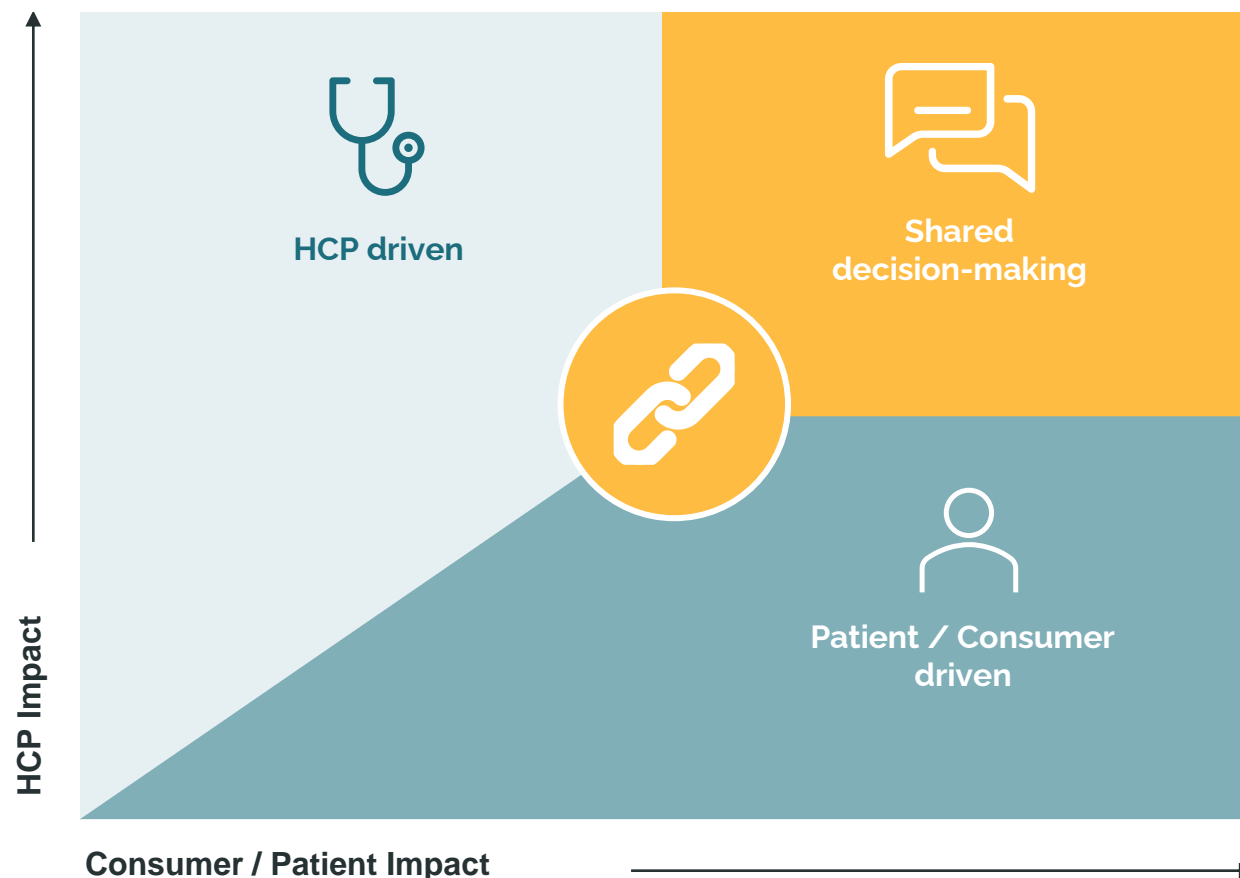 HCP driven
Shared
decision-making
Patient / Consumer
driven
HCP Impact
Consumer / Patient Impact